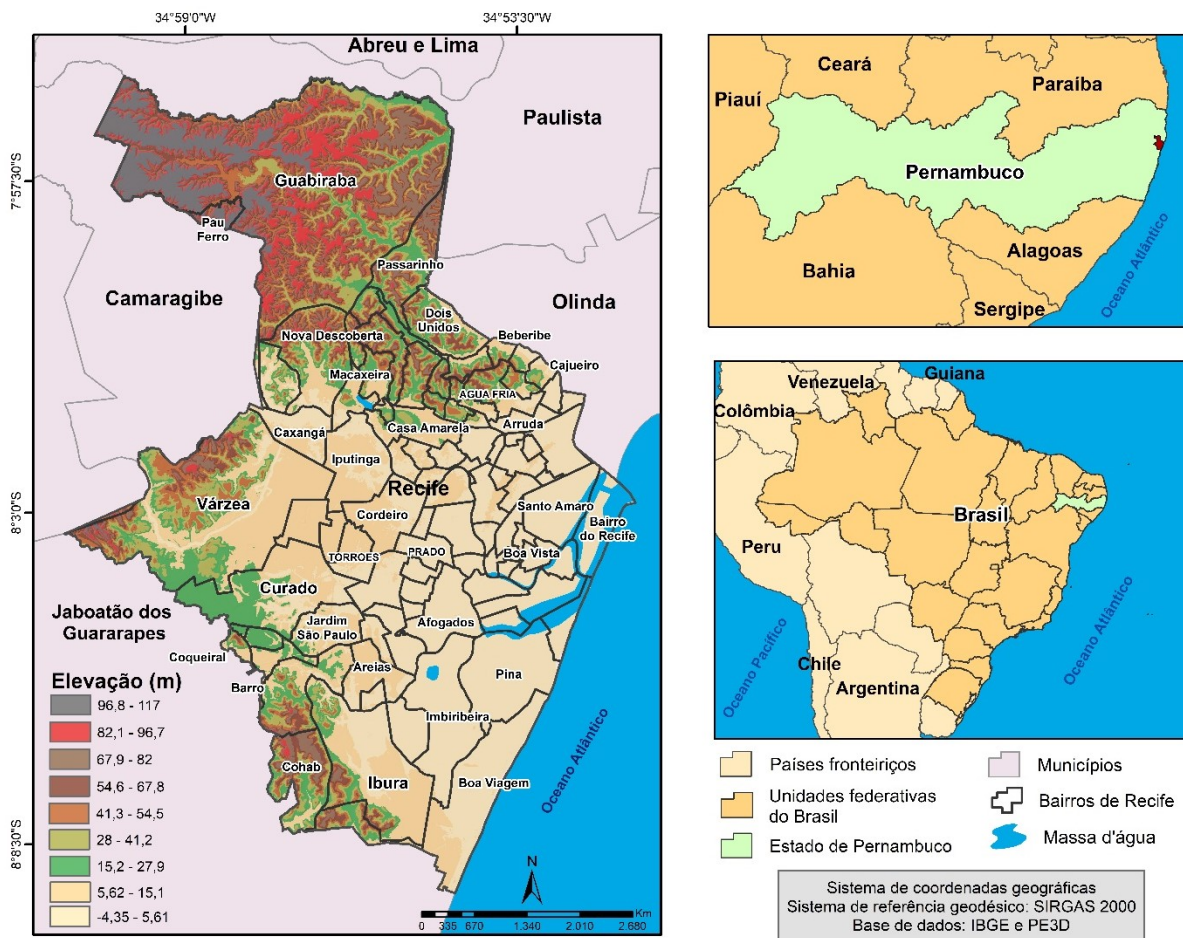 34°59'0"W
34°53'30"W
7°57'30"S
8°3'0"S
8°8'30"S
Abreu e Lima
Paulista
Guabiraba
Pau
Ferro
Passarinho
Camaragibe
Olinda
Dois
Unidos
Nova Descoberta
Beberibe
Macaxeira
Cajueiro
AGUA FRIA
Arruda
Caxangá
Casa Amarela
Iputinga
Recife
Várzea
Santo Amaro
Cordeiro
Bairro
do Recife
TORROES
PRADO
Boa Vista
Curado
Jaboatão dos
Guararapes
Jardim
São Paulo
Afogados
Coqueiral
Areias
Pina
Barro
Imbiribeira
Cohab
Ibura
Boa Viagem
Oceano Atlântico
Elevação (m)
96,8 - 117
82,1 - 96,7
67,9 - 82
54,6 - 67,8
41,3 - 54,5
28 - 41,2
15,2 - 27,9
5,62 - 15,1
-4,35 - 5,61
N
Km
0 335 670 1.340 2.010 2.680
Ceará
Piauí
Paraíba
Pernambuco
Alagoas
Bahia
Sergipe
Oceano Atlântico
Venezuela
Guiana
Colômbia
Brasil
Peru
Chile
Argentina
Oceano Pacífico
Oceano Atlântico
Países fronteiriços
Unidades federativas
do Brasil
Estado de Pernambuco
Municípios
Bairros de Recife
Massa d'água
Sistema de coordenadas geográficas
Sistema de referência geodésico: SIRGAS 2000
Base de dados: IBGE e PE3D